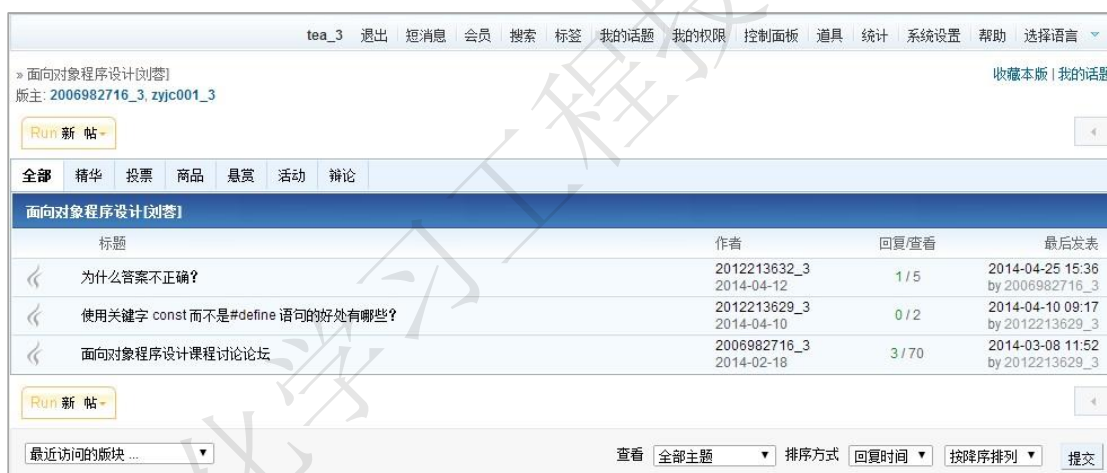 tea_3 退出 短消息 会员 搜索 标签 我的话题 我的权限 控制面板 道具 统计 系统设置 帮助 选择语言
» 面向对象程序设计[刘蓉] 收藏本版 | 我的话题
版主: 2006982716_3, zyjc001_3
Run 新 帖
全部 精华 投票 商品 悬赏 活动 辩论
面向对象程序设计[刘蓉]
标题 作者 回复/查看 最后发表
为什么答案不正确? 2012213632_3 1 / 5 2014-04-25 15:36
2014-04-12 by 2006982716_3
使用关键字 const 而不是#define 语句的好处有哪些? 2012213629_3 0 / 2 2014-04-10 09:17
2014-04-10 by 2012213629_3
面向对象程序设计课程讨论论坛 2006982716_3 3 / 70 2014-03-08 11:52
2014-02-18 by 2012213629_3
Run 新 帖
最近访问的版块 ... 查看 全部主题 排序方式 回复时间 按降序排列 提交
化学习工程技